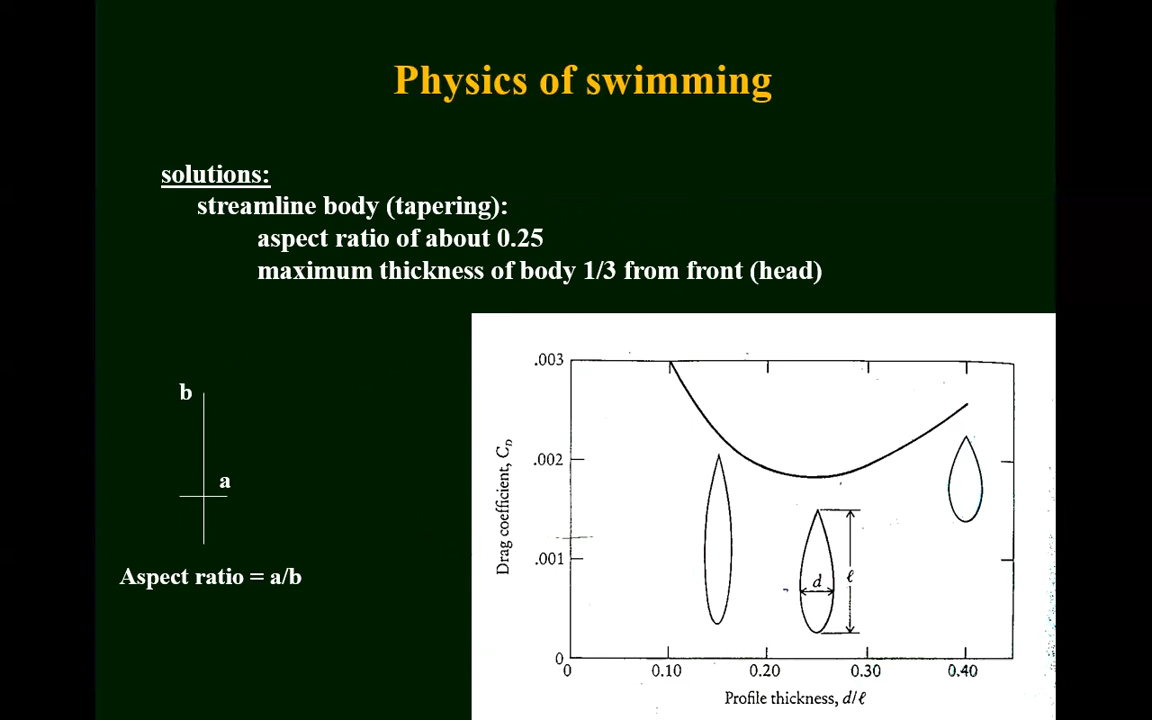 Physics of swimming
solutions:
streamline body (tapering):
aspect ratio of about 0.25
maximum thickness of body 1/3 from front (head)
b
a
Aspect ratio = a/b
.003
.002
.001
0
Drag coefficient, C_D
d
ℓ
0 0.10 0.20 0.30 0.40
Profile thickness, d/ℓ